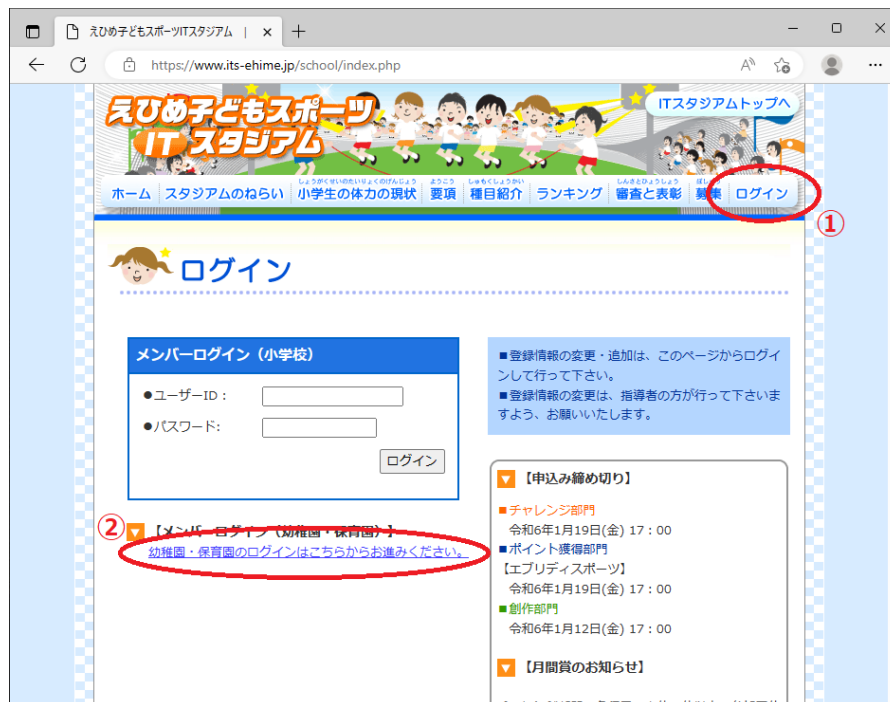 えひめ子どもスポーツITスタジアム |
https://www.its-ehime.jp/school/index.php
えひめ子どもスポーツ
ITスタジアム
ITスタジアムトップへ
ホーム スタジアムのねらい 小学生の体力の現状 要項 種目紹介 ランキング 審査と表彰 募集 ログイン
①
ログイン
メンバーログイン(小学校)
●ユーザーID:
●パスワード:
ログイン
■登録情報の変更・追加は、このページからログイ
ンして行って下さい。
■登録情報の変更は、指導者の方が行って下さいま
すよう、お願いいたします。
②
【メンバーログイン(幼稚園・保育園)】
幼稚園・保育園のログインはこちらからお進みください。
【申込み締め切り】
■チャレンジ部門
令和6年1月19日(金) 17:00
■ポイント獲得部門
【エブリディスポーツ】
令和6年1月19日(金) 17:00
■創作部門
令和6年1月12日(金) 17:00
【月間賞のお知らせ】